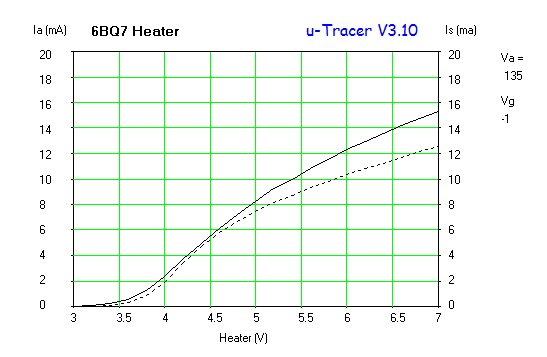 Ia (mA) 6BQ7 Heater u-Tracer V3.10 Is (ma)
20 20 Va =
18 18 135
16 16 Vg
14 14 -1
12 12
10 10
8 8
6 6
4 4
2 2
0 0
3 3.5 4 4.5 5 5.5 6 6.5 7
Heater (V)